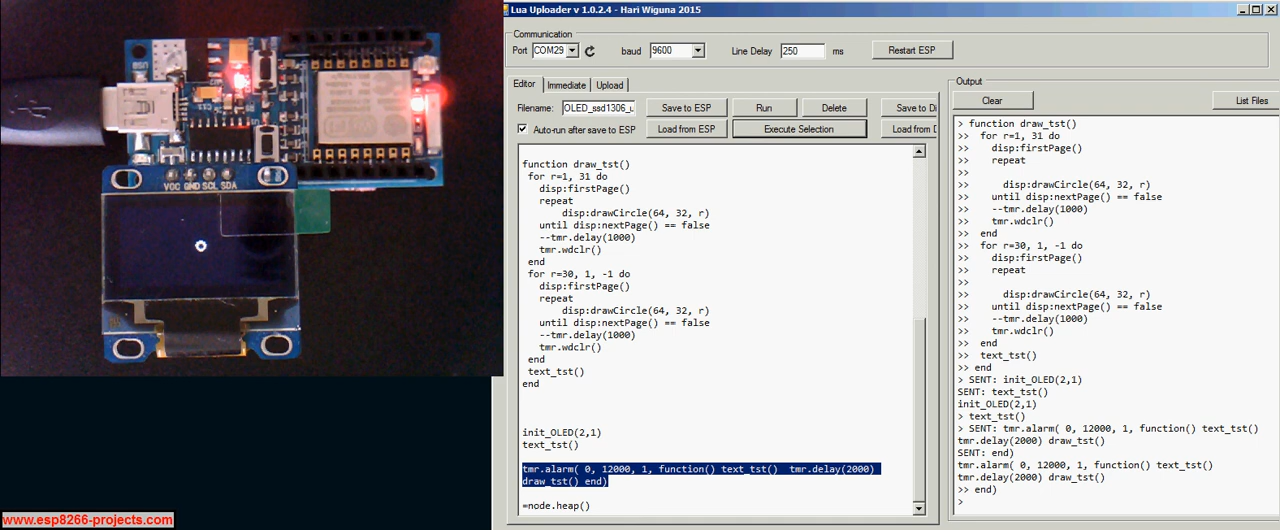 Lua Uploader v 1.0.2.4 - Hari Wiguna 2015
Communication
Port COM29 baud 9600 Line Delay 250 ms Restart ESP
Editor Immediate Upload
Filename: OLED_ssd1306_u Save to ESP Run Delete Save to Di
Auto-run after save to ESP Load from ESP Execute Selection Load from D
function draw_tst()
for r=1, 31 do
disp:firstPage()
repeat
disp:drawCircle(64, 32, r)
until disp:nextPage() == false
--tmr.delay(1000)
tmr.wdclr()
end
for r=30, 1, -1 do
disp:firstPage()
repeat
disp:drawCircle(64, 32, r)
until disp:nextPage() == false
--tmr.delay(1000)
tmr.wdclr()
end
text_tst()
end
init_OLED(2,1)
text_tst()
tmr.alarm( 0, 12000, 1, function() text_tst()  tmr.delay(2000)
draw_tst() end)
=node.heap()
Output
Clear List Files
> function draw_tst()
>> for r=1, 31 do
>> disp:firstPage()
>> repeat
>>
>> disp:drawCircle(64, 32, r)
>> until disp:nextPage() == false
>> --tmr.delay(1000)
>> tmr.wdclr()
>> end
>> for r=30, 1, -1 do
>> disp:firstPage()
>> repeat
>>
>> disp:drawCircle(64, 32, r)
>> until disp:nextPage() == false
>> --tmr.delay(1000)
>> tmr.wdclr()
>> end
>> text_tst()
>> end
> SENT: init_OLED(2,1)
SENT: text_tst()
init_OLED(2,1)
> text_tst()
> SENT: tmr.alarm( 0, 12000, 1, function() text_tst()
tmr.delay(2000) draw_tst()
SENT: end)
tmr.alarm( 0, 12000, 1, function() text_tst()
tmr.delay(2000) draw_tst()
>> end)
>
VCC GND SCL SDA
www.esp8266-projects.com